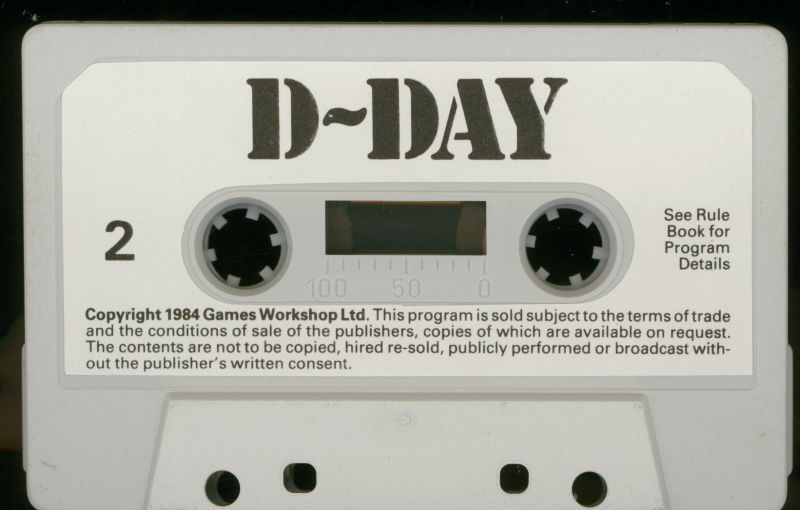 D~DAY
2
See Rule
Book for
Program
Details
100 50 0
Copyright 1984 Games Workshop Ltd. This program is sold subject to the terms of trade
and the conditions of sale of the publishers, copies of which are available on request.
The contents are not to be copied, hired re-sold, publicly performed or broadcast with-
out the publisher's written consent.